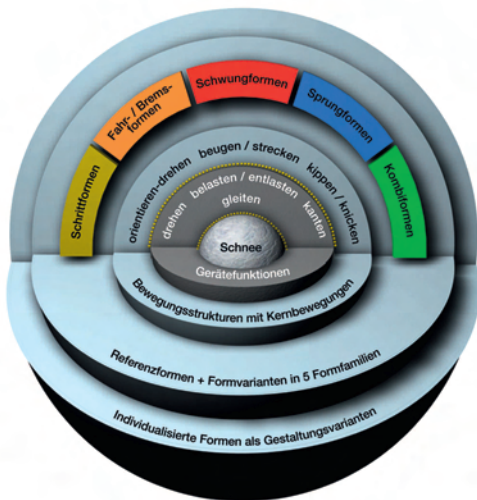 Schwungformen
Fahr- / Brems-
formen
Sprungformen
Schrittformen
Kombiformen
orientieren-drehen beugen / strecken kippen / knicken
drehen belasten / entlasten kanten
gleiten
Schnee
Gerätefunktionen
Bewegungsstrukturen mit Kernbewegungen
Referenzformen + Formvarianten in 5 Formfamilien
Individualisierte Formen als Gestaltungsvarianten